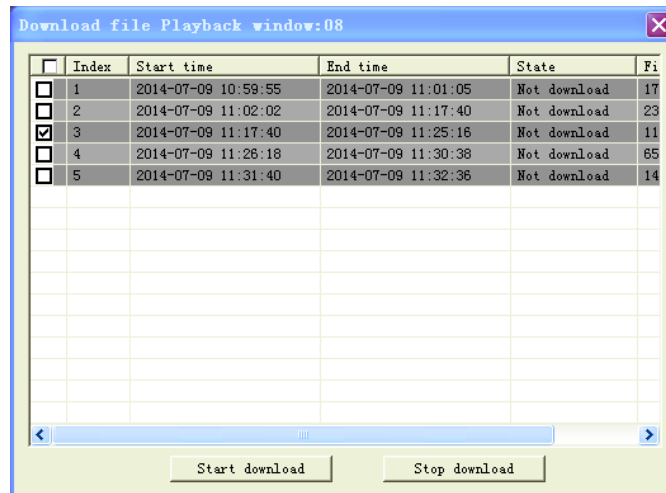 Download file Playback window:08
Index Start time End time State Fi
1 2014-07-09 10:59:55 2014-07-09 11:01:05 Not download 17
2 2014-07-09 11:02:02 2014-07-09 11:17:40 Not download 23
3 2014-07-09 11:17:40 2014-07-09 11:25:16 Not download 11
4 2014-07-09 11:26:18 2014-07-09 11:30:38 Not download 65
5 2014-07-09 11:31:40 2014-07-09 11:32:36 Not download 14
Start download Stop download